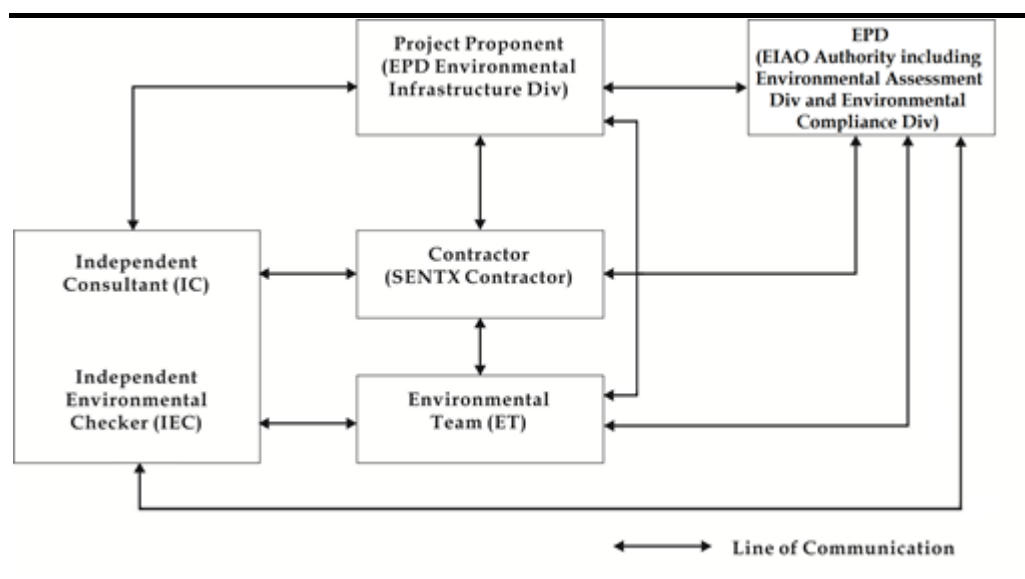 Project Proponent
(EPD Environmental
Infrastructure Div)
EPD
(EIAO Authority including
Environmental Assessment
Div and Environmental
Compliance Div)
Independent
Consultant (IC)
Contractor
(SENTX Contractor)
Independent
Environmental
Checker (IEC)
Environmental
Team (ET)
Line of Communication